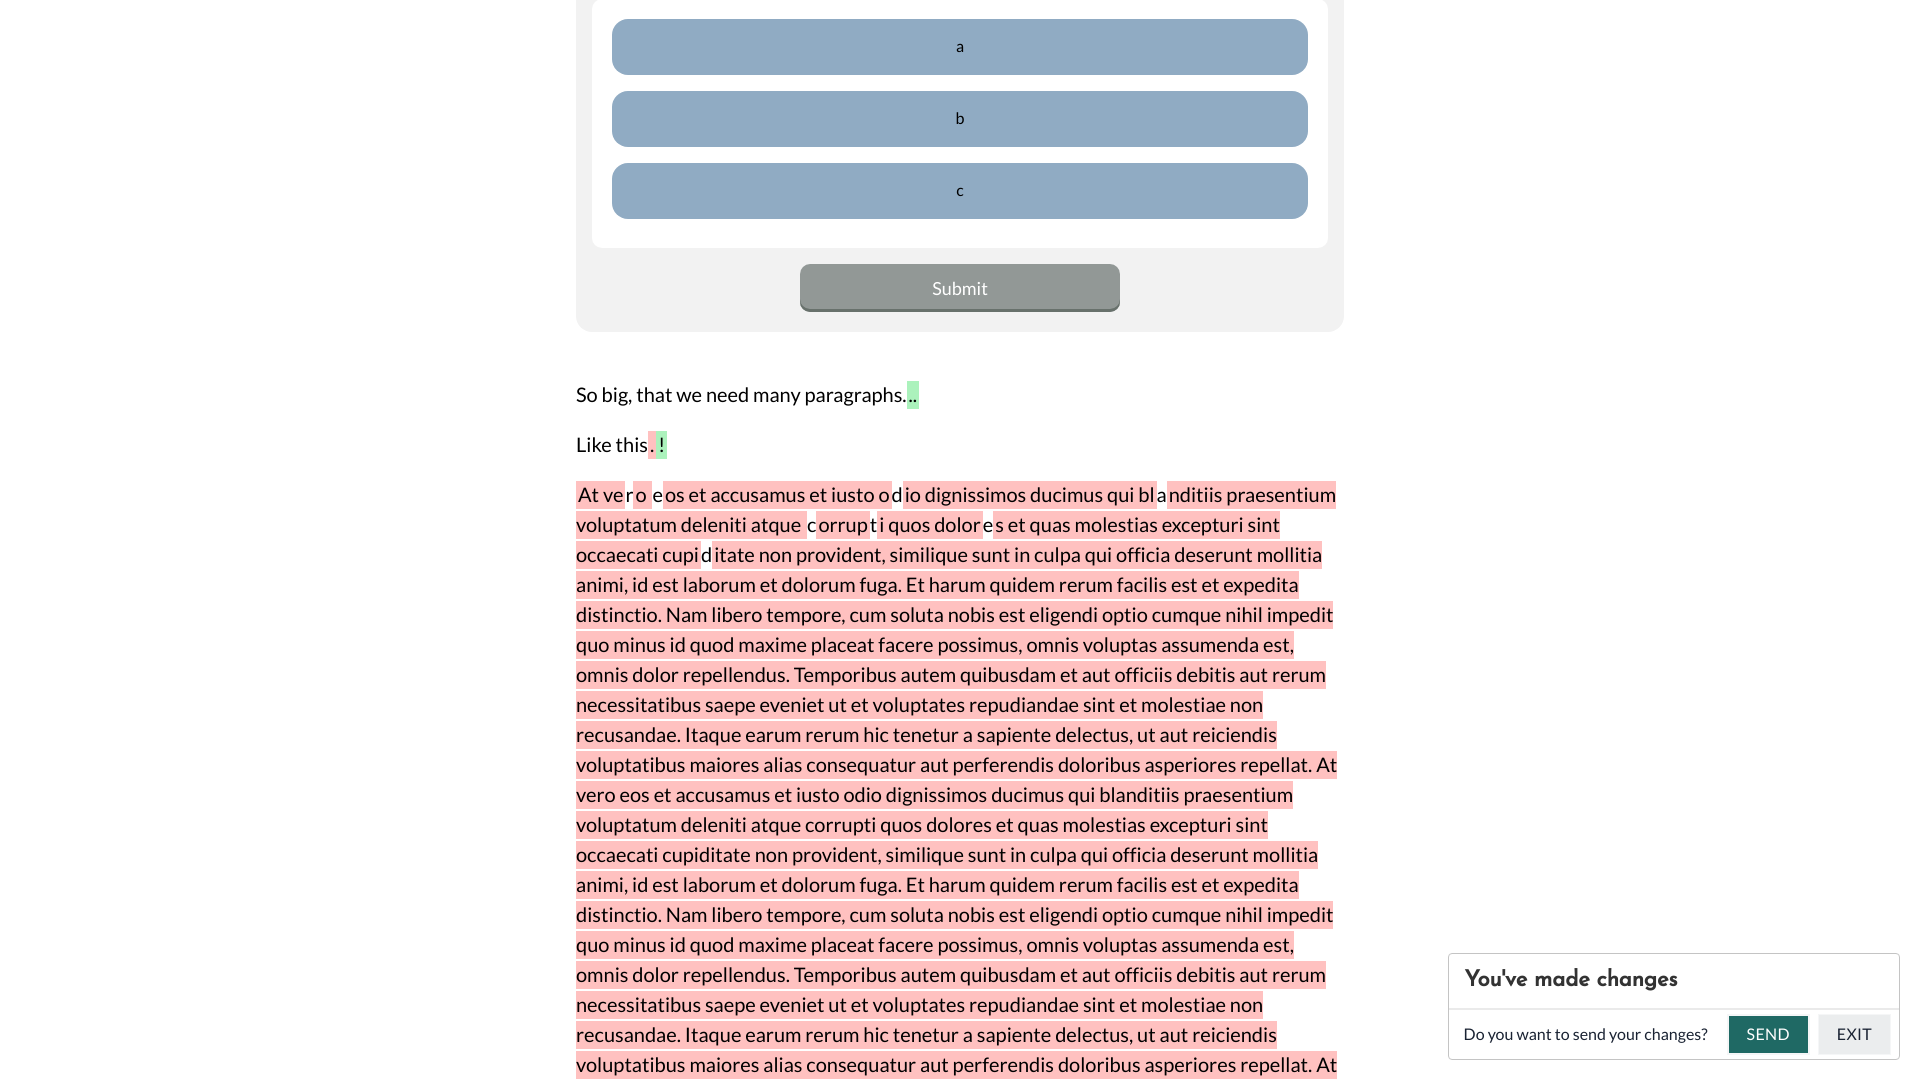 a
b
c
Submit
So big, that we need many paragraphs...
Like this.!
At vero eos et accusamus et iusto odio dignissimos ducimus qui blanditiis praesentium
voluptatum deleniti atque corrupti quos dolores et quas molestias excepturi sint
occaecati cupiditate non provident, similique sunt in culpa qui officia deserunt mollitia
animi, id est laborum et dolorum fuga. Et harum quidem rerum facilis est et expedita
distinctio. Nam libero tempore, cum soluta nobis est eligendi optio cumque nihil impedit
quo minus id quod maxime placeat facere possimus, omnis voluptas assumenda est,
omnis dolor repellendus. Temporibus autem quibusdam et aut officiis debitis aut rerum
necessitatibus saepe eveniet ut et voluptates repudiandae sint et molestiae non
recusandae. Itaque earum rerum hic tenetur a sapiente delectus, ut aut reiciendis
voluptatibus maiores alias consequatur aut perferendis doloribus asperiores repellat. At
vero eos et accusamus et iusto odio dignissimos ducimus qui blanditiis praesentium
voluptatum deleniti atque corrupti quos dolores et quas molestias excepturi sint
occaecati cupiditate non provident, similique sunt in culpa qui officia deserunt mollitia
animi, id est laborum et dolorum fuga. Et harum quidem rerum facilis est et expedita
distinctio. Nam libero tempore, cum soluta nobis est eligendi optio cumque nihil impedit
quo minus id quod maxime placeat facere possimus, omnis voluptas assumenda est,
omnis dolor repellendus. Temporibus autem quibusdam et aut officiis debitis aut rerum
necessitatibus saepe eveniet ut et voluptates repudiandae sint et molestiae non
recusandae. Itaque earum rerum hic tenetur a sapiente delectus, ut aut reiciendis
voluptatibus maiores alias consequatur aut perferendis doloribus asperiores repellat. At
You've made changes
Do you want to send your changes? SEND EXIT